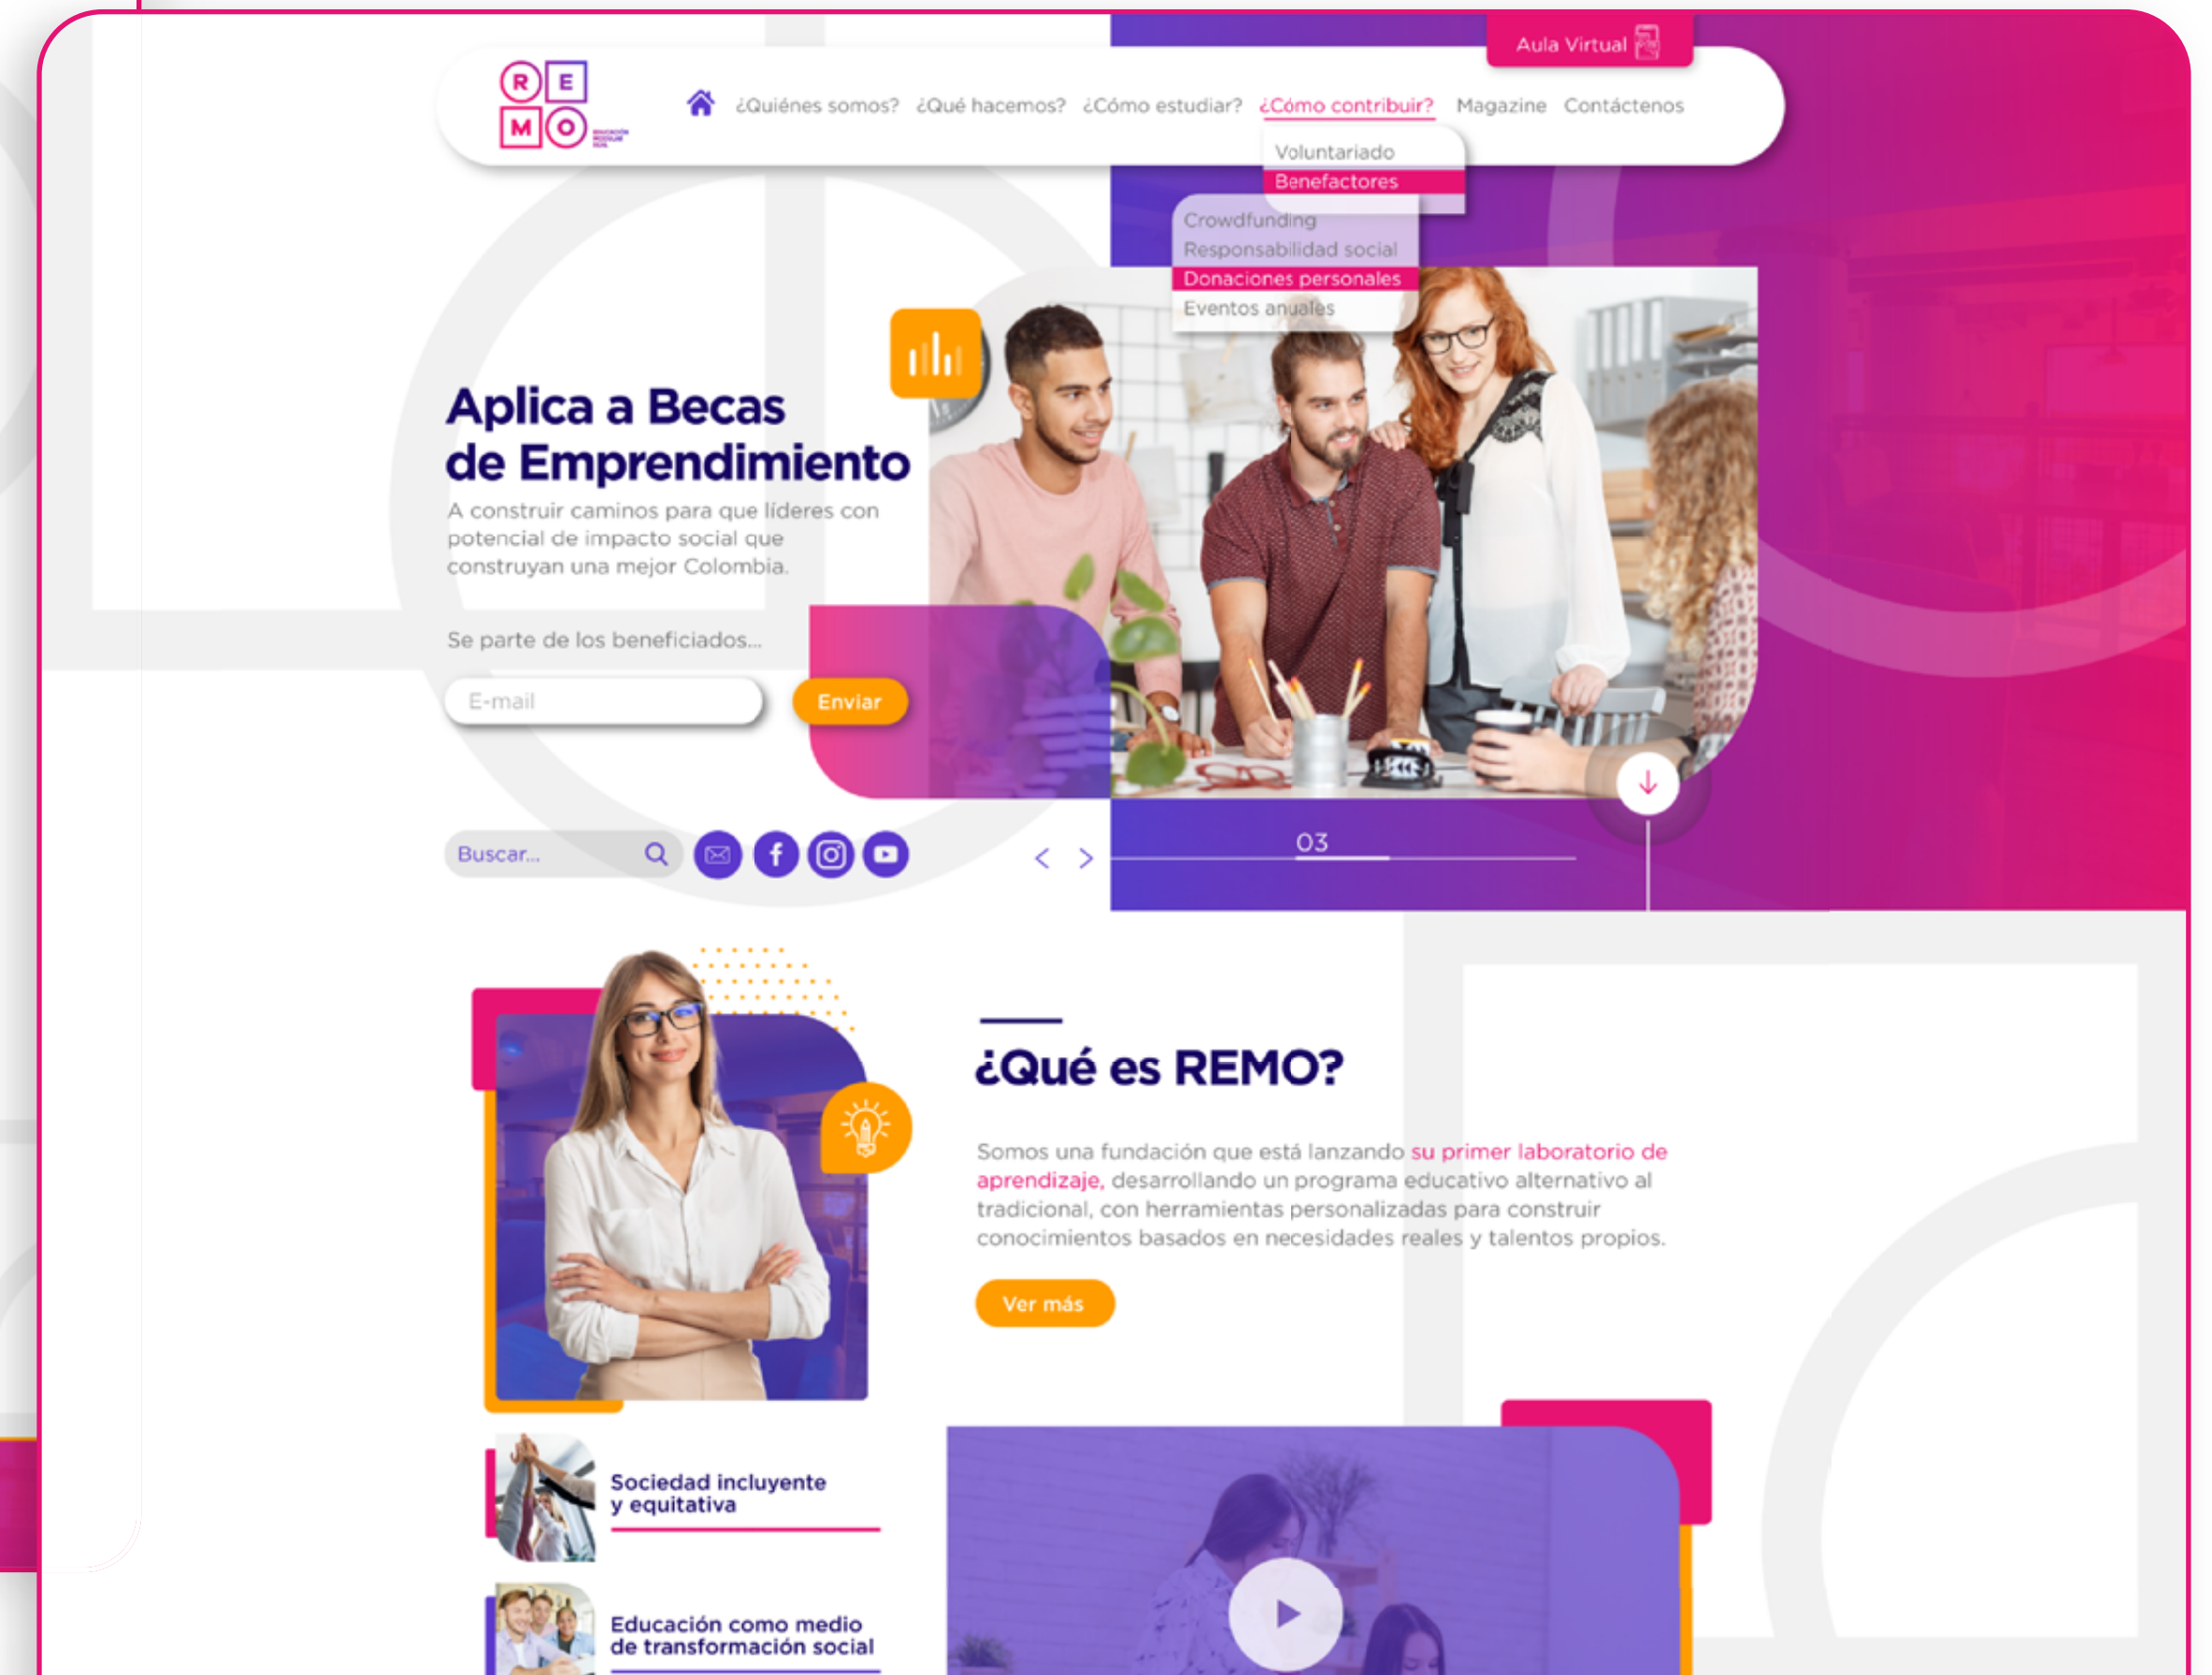 Aula Virtual
R E
M O
EDUCACIÓN
MODULAR
¿Quiénes somos? ¿Qué hacemos? ¿Cómo estudiar? ¿Cómo contribuir? Magazine Contáctenos
Voluntariado
Benefactores
Crowdfunding
Responsabilidad social
Donaciones personales
Eventos anuales
Aplica a Becas
de Emprendimiento
A construir caminos para que líderes con
potencial de impacto social que
construyan una mejor Colombia.
Se parte de los beneficiados...
E-mail
Enviar
Buscar...
< >
03
¿Qué es REMO?
Somos una fundación que está lanzando su primer laboratorio de
aprendizaje, desarrollando un programa educativo alternativo al
tradicional, con herramientas personalizadas para construir
conocimientos basados en necesidades reales y talentos propios.
Ver más
Sociedad incluyente
y equitativa
Educación como medio
de transformación social